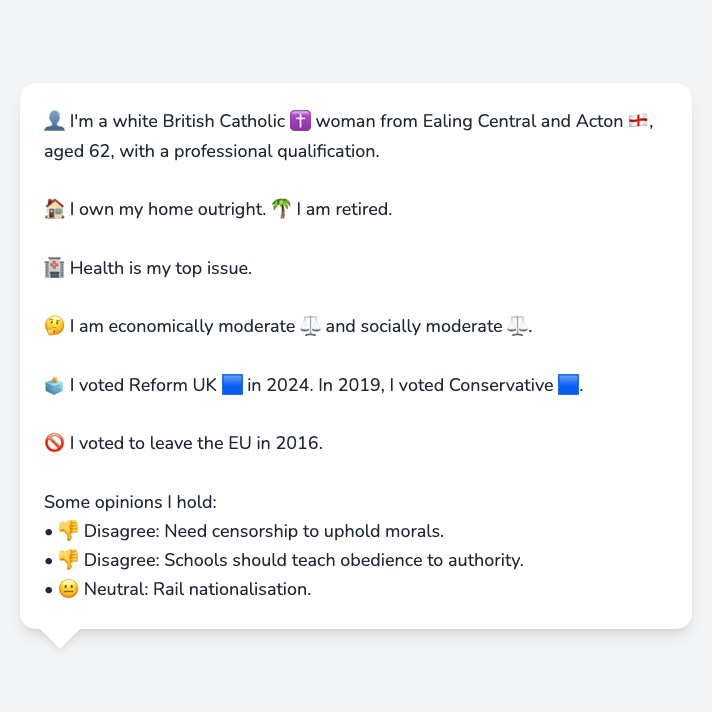 👤 I'm a white British Catholic ✝️ woman from Ealing Central and Acton 🏴󠁧󠁢󠁥󠁮󠁧󠁿,
aged 62, with a professional qualification.
🏠 I own my home outright. 🌴 I am retired.
🏥 Health is my top issue.
🤔 I am economically moderate ⚖️ and socially moderate ⚖️.
🗳️ I voted Reform UK 🟦 in 2024. In 2019, I voted Conservative 🟦.
🚫 I voted to leave the EU in 2016.
Some opinions I hold:
• 👎 Disagree: Need censorship to uphold morals.
• 👎 Disagree: Schools should teach obedience to authority.
• 😐 Neutral: Rail nationalisation.